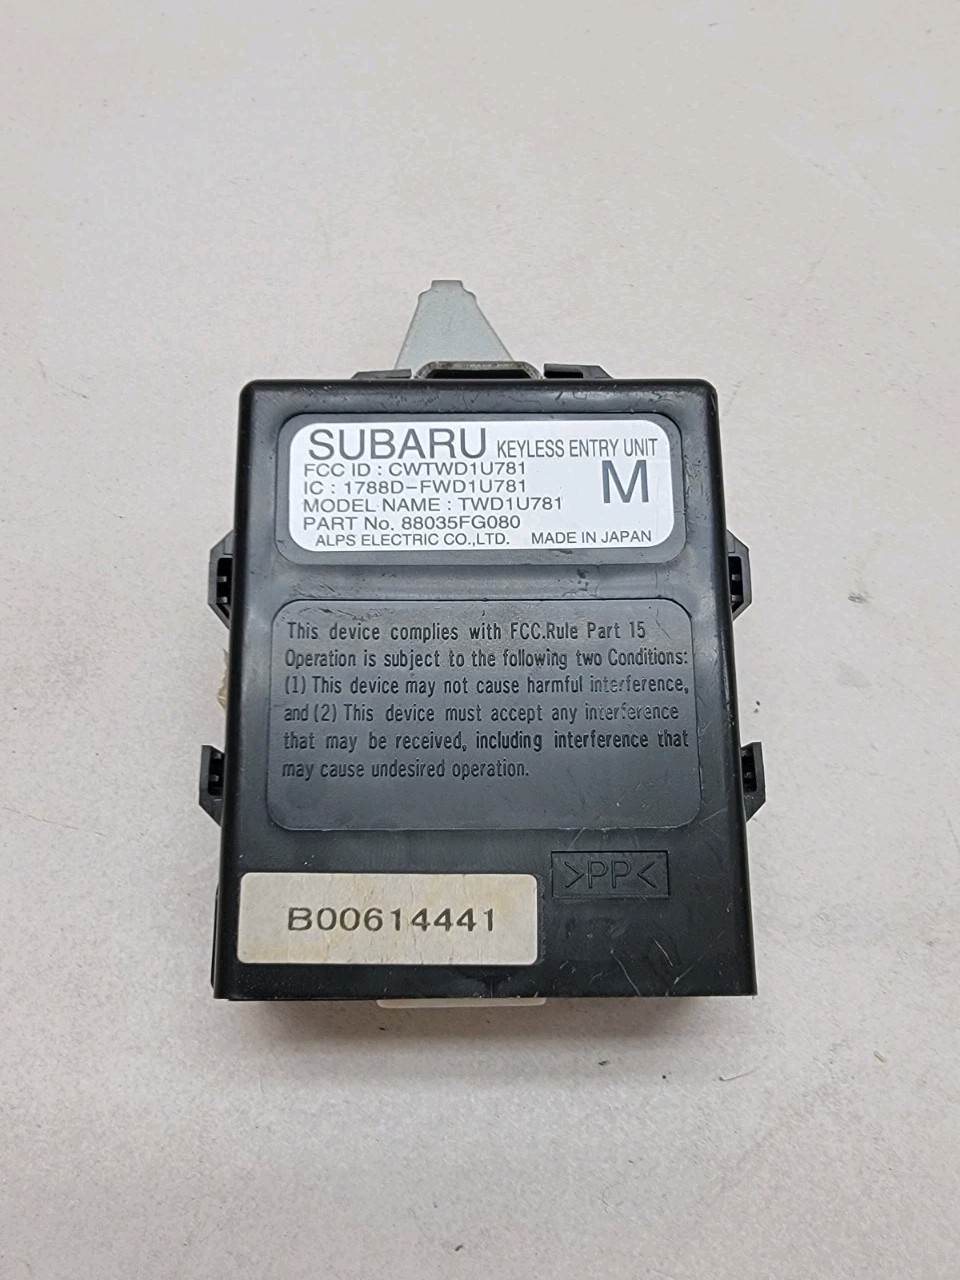 SUBARU KEYLESS ENTRY UNIT
FCC ID : CWTWD1U781
IC : 1788D-FWD1U781
M
MODEL NAME : TWD1U781
PART No. 88035FG080
ALPS ELECTRIC CO.,LTD. MADE IN JAPAN
This device complies with FCC.Rule Part 15
Operation is subject to the following two Conditions:
(1) This device may not cause harmful interference,
and (2) This device must accept any interference
that may be received, including interference that
may cause undesired operation.
>PP<
B00614441